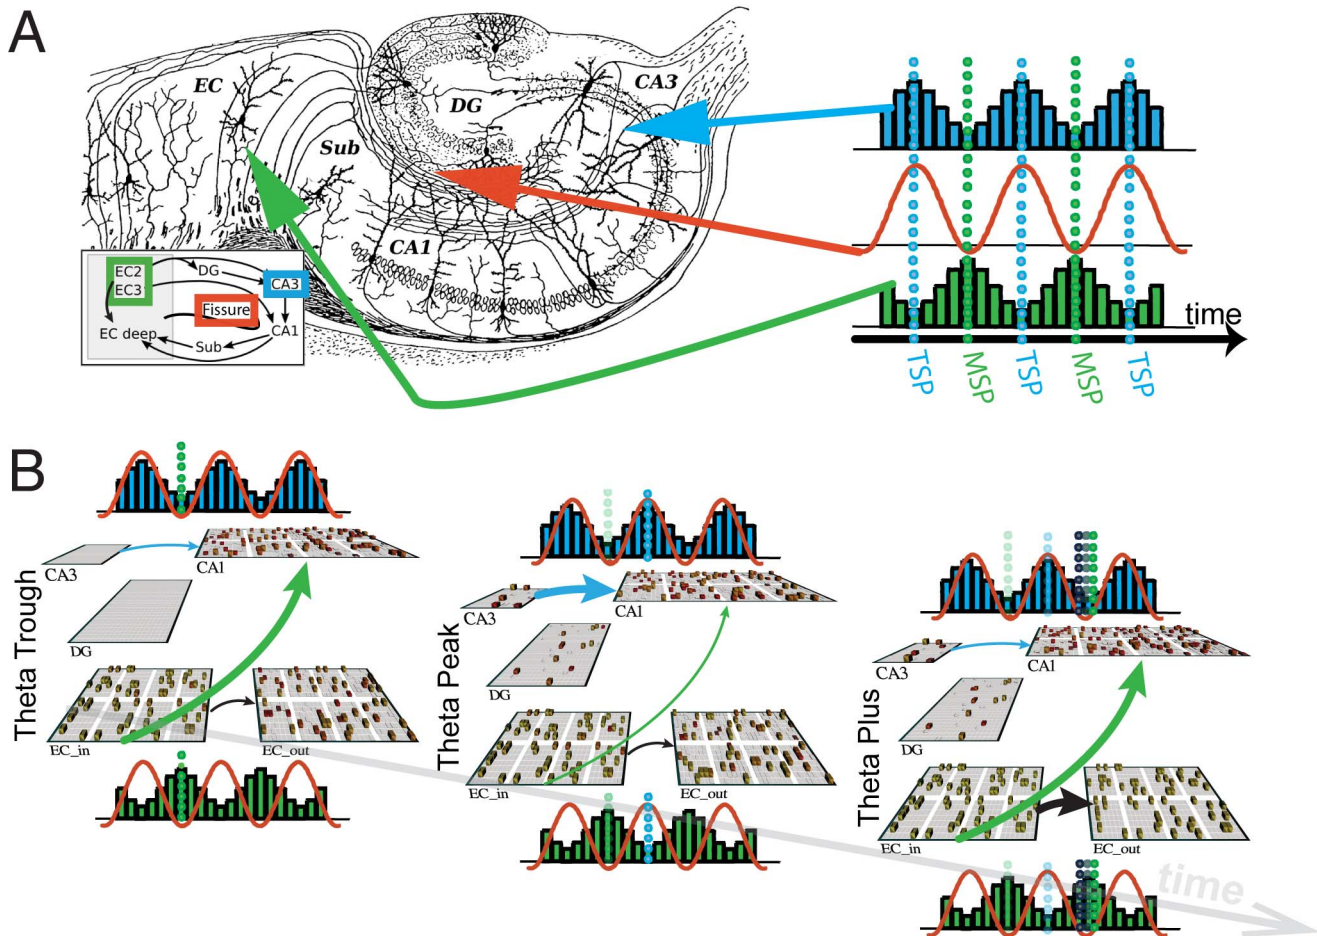 A
EC
DG
CA3
Sub
CA1
EC2
EC3
DG
CA3
Fissure
EC deep
CA1
Sub
time
TSP
MSP
TSP
MSP
TSP
B
Theta Trough
CA3
CA1
DG
EC_in
EC_out
Theta Peak
CA3
CA1
DG
EC_in
EC_out
Theta Plus
CA3
CA1
DG
EC_in
EC_out
time